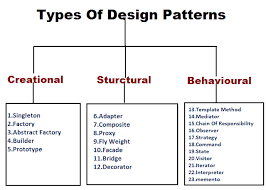 Types Of Design Patterns
Creational
Sturctural
Behavioural
1.Singleton
2.Factory
3.Abstract Factory
4.Builder
5.Prototype
6.Adapter
7.Composite
8.Proxy
9.Fly Weight
10.Facade
11.Bridge
12.Decorator
13.Template Method
14.Mediator
15.Chain Of Responsibility
16.Observer
17.Strategy
18.Command
19.State
20.Visitor
21.Iterator
22.Interpreter
23.memento